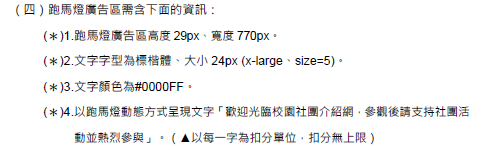 （四）跑馬燈廣告區需含下面的資訊：
(＊)1.跑馬燈廣告區高度 29px、寬度 770px。
(＊)2.文字字型為標楷體、大小 24px (x-large、size=5)。
(＊)3.文字顏色為#0000FF。
(＊)4.以跑馬燈動態方式呈現文字「歡迎光臨校園社團介紹網，參觀後請支持社團活
動並熱烈參與」。（▲以每一字為扣分單位，扣分無上限）